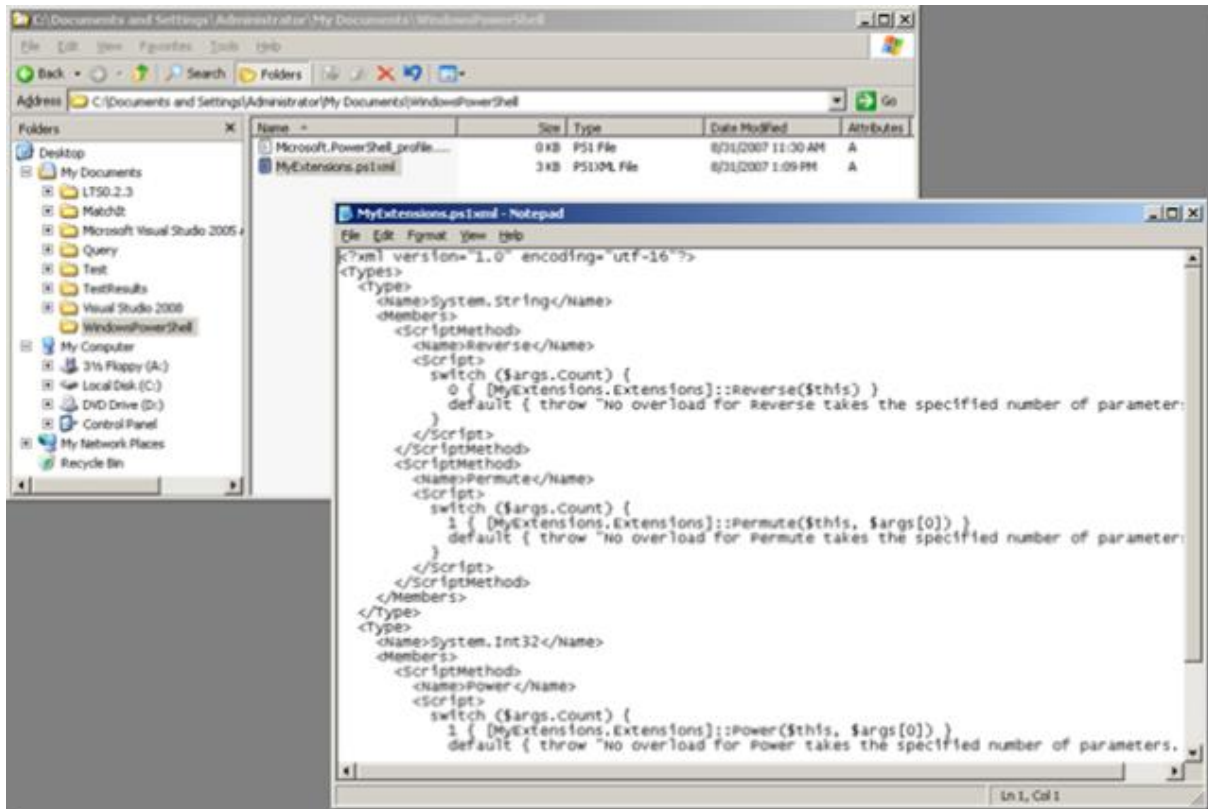 C:\Documents and Settings\Administrator\My Documents\WindowsPowerShell
File Edit View Favorites Tools Help
Back Search Folders
Address C:\Documents and Settings\Administrator\My Documents\WindowsPowerShell Go
Folders
Name Size Type Date Modified Attributes
Microsoft.PowerShell_profile.... 0 KB PS1 File 8/31/2007 11:30 AM A
MyExtensions.ps1xml 3 KB PS1XML File 8/31/2007 1:09 PM A
Desktop
My Documents
LTS0.2.3
MatchIt
Microsoft Visual Studio 2005
Query
Test
TestResults
Visual Studio 2008
WindowsPowerShell
My Computer
3½ Floppy (A:)
Local Disk (C:)
DVD Drive (D:)
Control Panel
My Network Places
Recycle Bin
MyExtensions.ps1xml - Notepad
File Edit Format View Help
<?xml version="1.0" encoding="utf-16"?>
<Types>
<Type>
<Name>System.String</Name>
<Members>
<ScriptMethod>
<Name>Reverse</Name>
<Script>
switch ($args.Count) {
0 { [MyExtensions.Extensions]::Reverse($this) }
default { throw "No overload for Reverse takes the specified number of parameters
}
</Script>
</ScriptMethod>
<ScriptMethod>
<Name>Permute</Name>
<Script>
switch ($args.Count) {
1 { [MyExtensions.Extensions]::Permute($this, $args[0]) }
default { throw "No overload for Permute takes the specified number of parameters
}
</Script>
</ScriptMethod>
</Members>
</Type>
<Type>
<Name>System.Int32</Name>
<Members>
<ScriptMethod>
<Name>Power</Name>
<Script>
switch ($args.Count) {
1 { [MyExtensions.Extensions]::Power($this, $args[0]) }
default { throw "No overload for Power takes the specified number of parameters.
Ln 1, Col 1